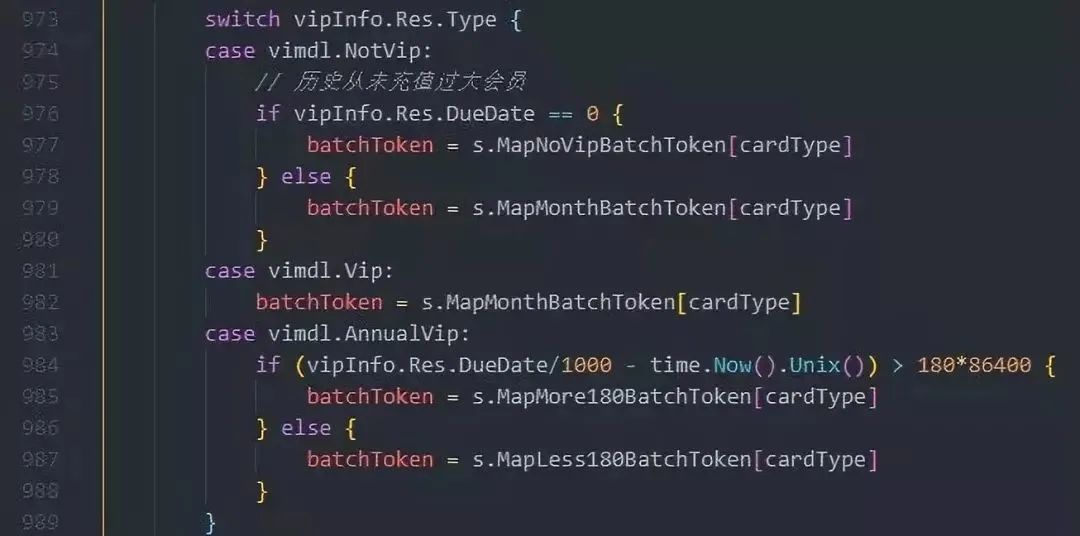 973 switch vipInfo.Res.Type {
974 case vimdl.NotVip:
975 // 历史从未充值过大会员
976 if vipInfo.Res.DueDate == 0 {
977 batchToken = s.MapNoVipBatchToken[cardType]
978 } else {
979 batchToken = s.MapMonthBatchToken[cardType]
980 }
981 case vimdl.Vip:
982 batchToken = s.MapMonthBatchToken[cardType]
983 case vimdl.AnnualVip:
984 if (vipInfo.Res.DueDate/1000 - time.Now().Unix()) > 180*86400 {
985 batchToken = s.MapMore180BatchToken[cardType]
986 } else {
987 batchToken = s.MapLess180BatchToken[cardType]
988 }
989 }